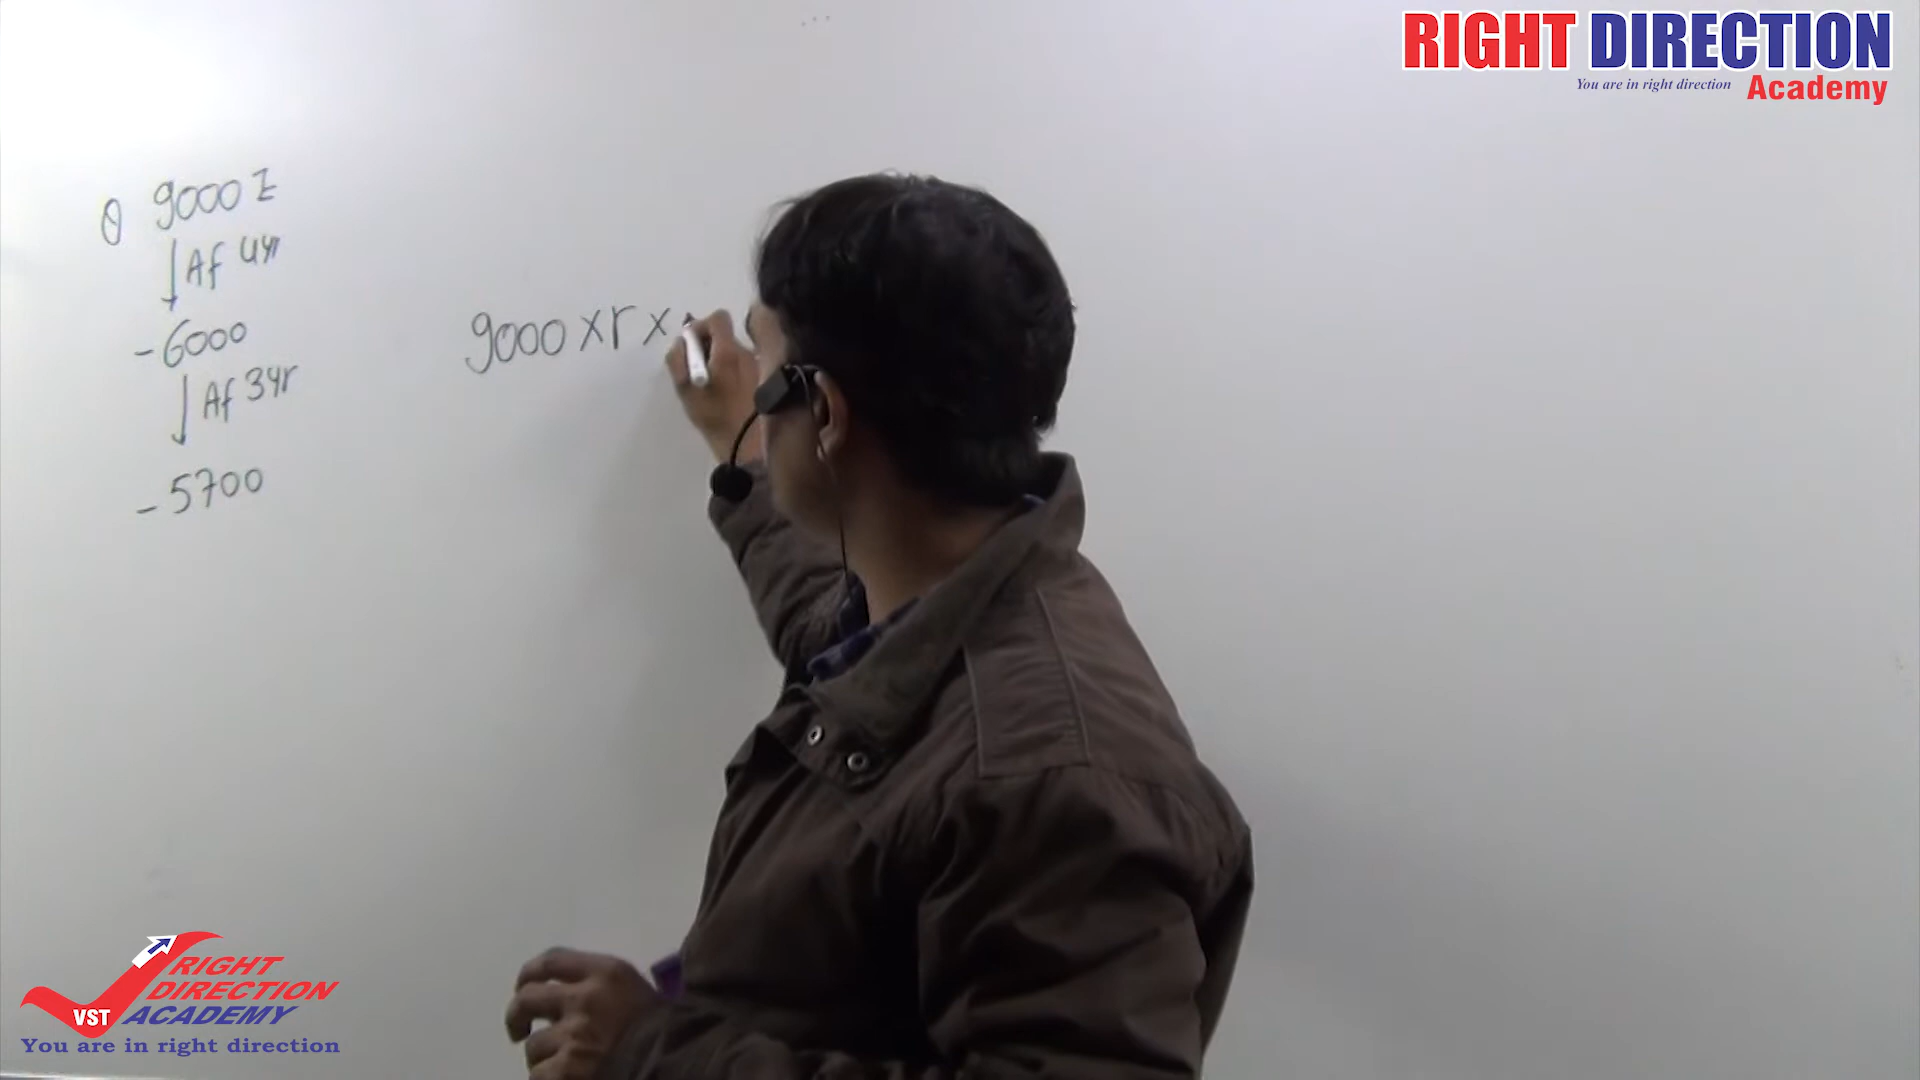 RIGHT DIRECTION
You are in right direction Academy
Q 9000 Z
Af 4yr
-6000
Af 3yr
-5700
9000 x r x
RIGHT
DIRECTION
VST ACADEMY
You are in right direction